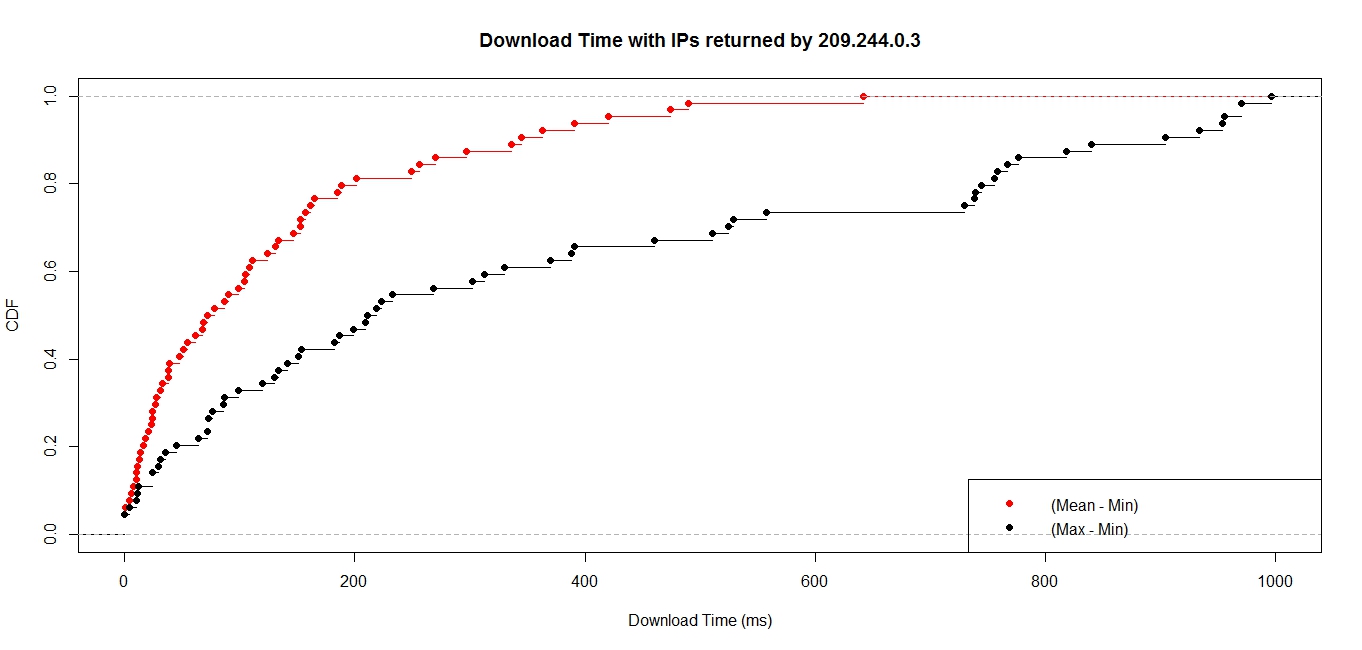 Download Time with IPs returned by 209.244.0.3
1.0
0.8
0.6
0.4
0.2
0.0
CDF
0 200 400 600 800 1000
Download Time (ms)
(Mean - Min)
(Max - Min)